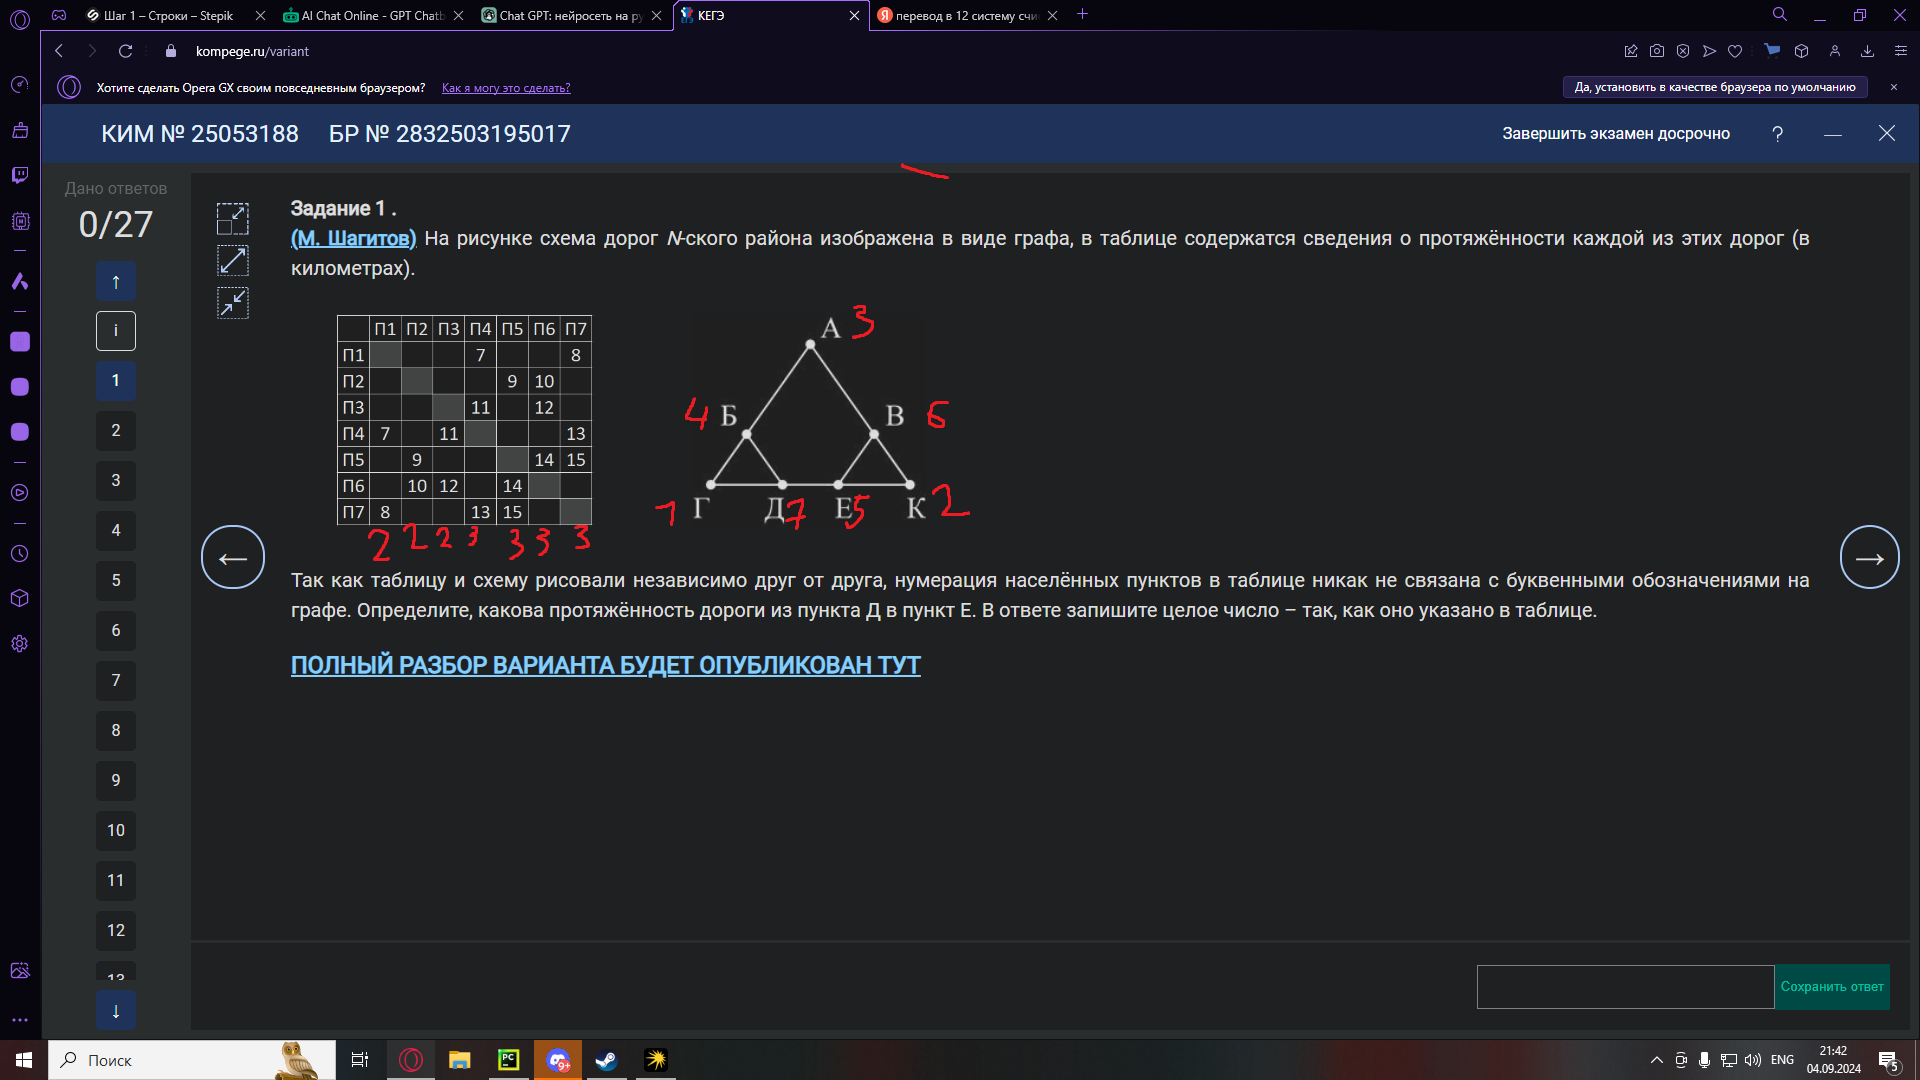 Шаг 1 – Строки – Stepik
AI Chat Online - GPT Chatb
Chat GPT: нейросеть на ру
КЕГЭ
перевод в 12 систему счи
kompege.ru/variant
Хотите сделать Opera GX своим повседневным браузером? Как я могу это сделать?
Да, установить в качестве браузера по умолчанию
КИМ № 25053188 БР № 2832503195017
Завершить экзамен досрочно ?
Дано ответов
0/27
↑
i
1
2
3
4
5
6
7
8
9
10
11
12
13
↓
Задание 1 .
(М. Шагитов) На рисунке схема дорог N-ского района изображена в виде графа, в таблице содержатся сведения о протяжённости каждой из этих дорог (в
километрах).
П1 П2 П3 П4 П5 П6 П7
П1 7 8
П2 9 10
П3 11 12
П4 7 11 13
П5 9 14 15
П6 10 12 14
П7 8 13 15
2 2 2 3 3 3 3
А 3
4 Б В 6
1 Г Д 7 Е 5 К 2
Так как таблицу и схему рисовали независимо друг от друга, нумерация населённых пунктов в таблице никак не связана с буквенными обозначениями на
графе. Определите, какова протяжённость дороги из пункта Д в пункт Е. В ответе запишите целое число – так, как оно указано в таблице.
ПОЛНЫЙ РАЗБОР ВАРИАНТА БУДЕТ ОПУБЛИКОВАН ТУТ
Сохранить ответ
Поиск
PC
9+
ENG
21:42
04.09.2024
5